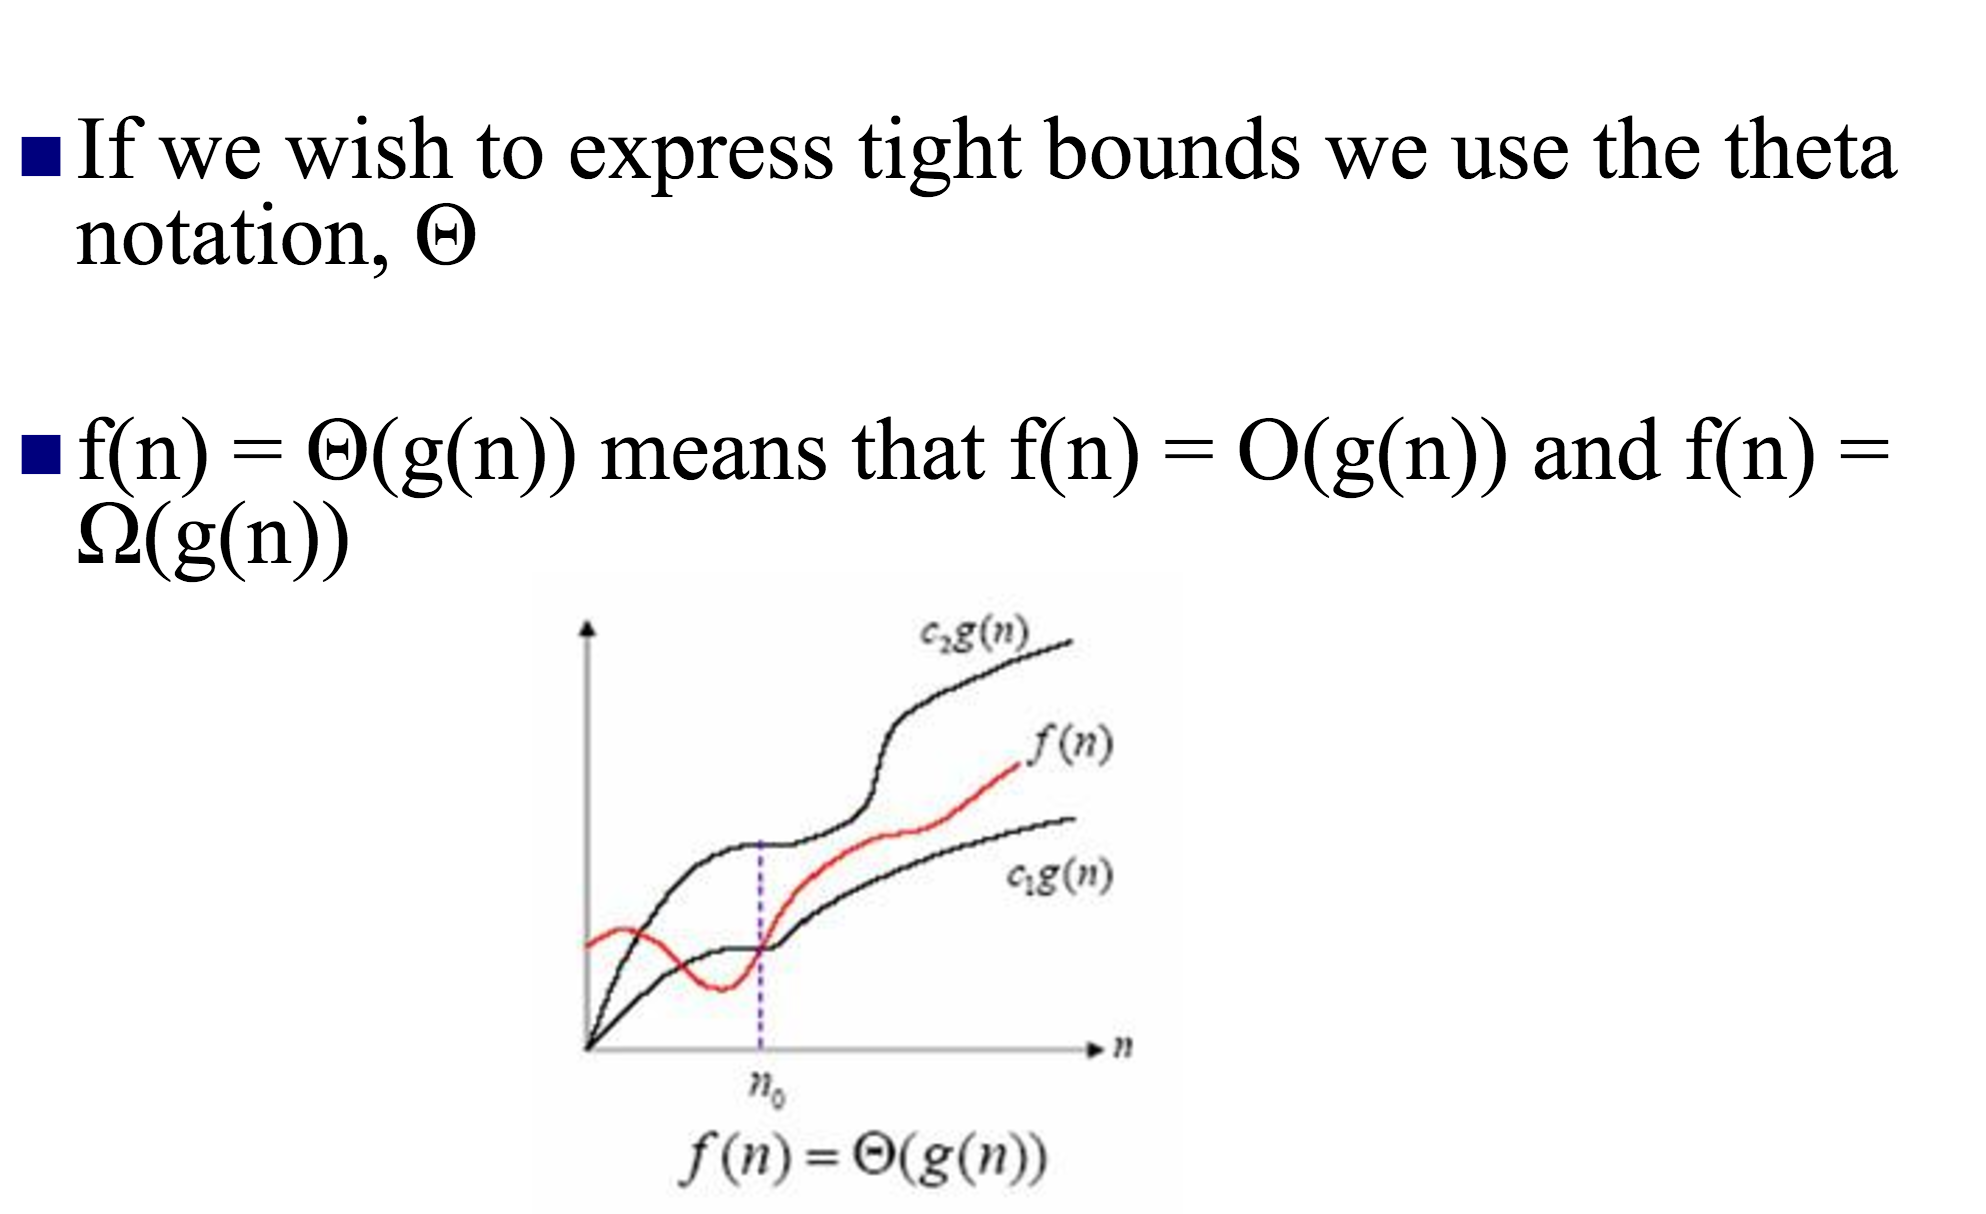 If we wish to express tight bounds we use the theta
notation, Θ
f(n) = Θ(g(n)) means that f(n) = O(g(n)) and f(n) =
Ω(g(n))
c₂g(n)
f(n)
c₁g(n)
n
n₀
f(n) = Θ(g(n))